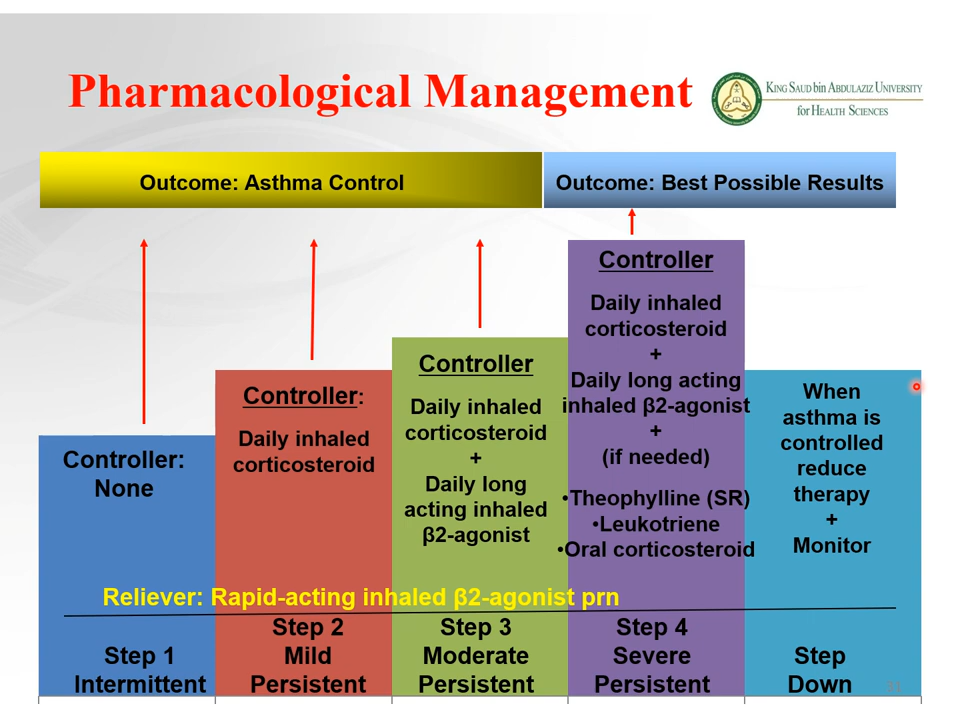 Pharmacological Management
KING SAUD bin ABDULAZIZ UNIVERSITY
for HEALTH SCIENCES
Outcome: Asthma Control
Outcome: Best Possible Results
Controller:
None
Controller:
Daily inhaled
corticosteroid
Controller
Daily inhaled
corticosteroid
+
Daily long
acting inhaled
β2-agonist
Controller
Daily inhaled
corticosteroid
+
Daily long acting
inhaled β2-agonist
+
(if needed)
•Theophylline (SR)
•Leukotriene
•Oral corticosteroid
When
asthma is
controlled
reduce
therapy
+
Monitor
Reliever: Rapid-acting inhaled β2-agonist prn
Step 1
Intermittent
Step 2
Mild
Persistent
Step 3
Moderate
Persistent
Step 4
Severe
Persistent
Step
Down